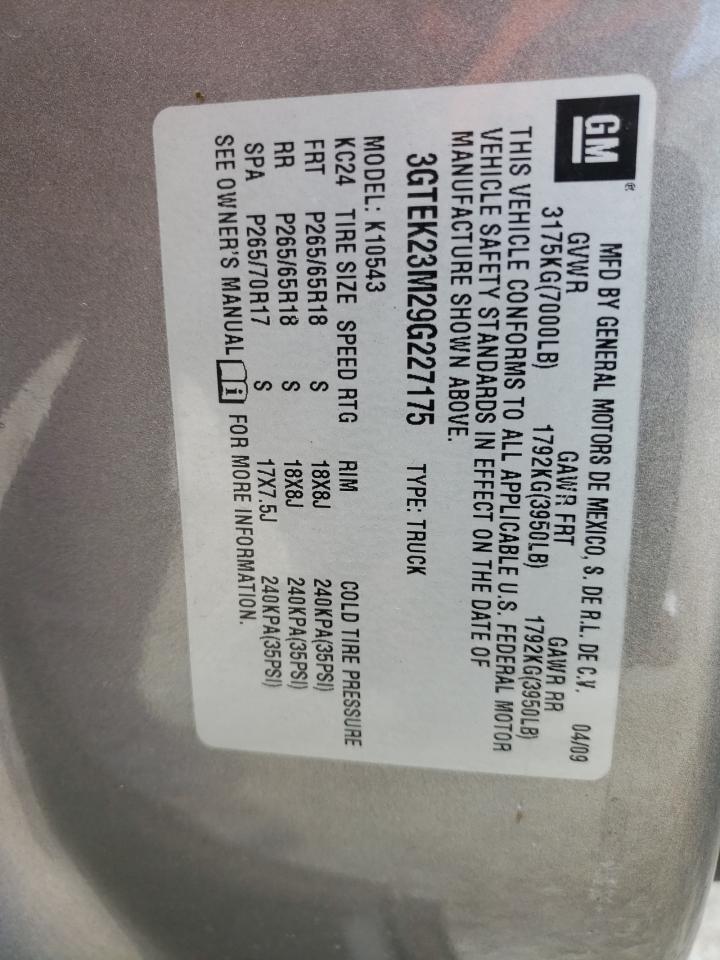 GM®
MFD BY GENERAL MOTORS DE MEXICO, S. DE R.L. DE C.V. 04/09
GVWR GAWR FRT GAWR RR
3175KG(7000LB) 1792KG(3950LB) 1792KG(3950LB)
THIS VEHICLE CONFORMS TO ALL APPLICABLE U.S. FEDERAL MOTOR
VEHICLE SAFETY STANDARDS IN EFFECT ON THE DATE OF
MANUFACTURE SHOWN ABOVE.
3GTEK23M29G227175 TYPE: TRUCK
MODEL: K10543
KC24 TIRE SIZE SPEED RTG RIM COLD TIRE PRESSURE
FRT P265/65R18 S 18X8J 240KPA(35PSI)
RR P265/65R18 S 18X8J 240KPA(35PSI)
SPA P265/70R17 S 17X7.5J 240KPA(35PSI)
SEE OWNER'S MANUAL i FOR MORE INFORMATION.